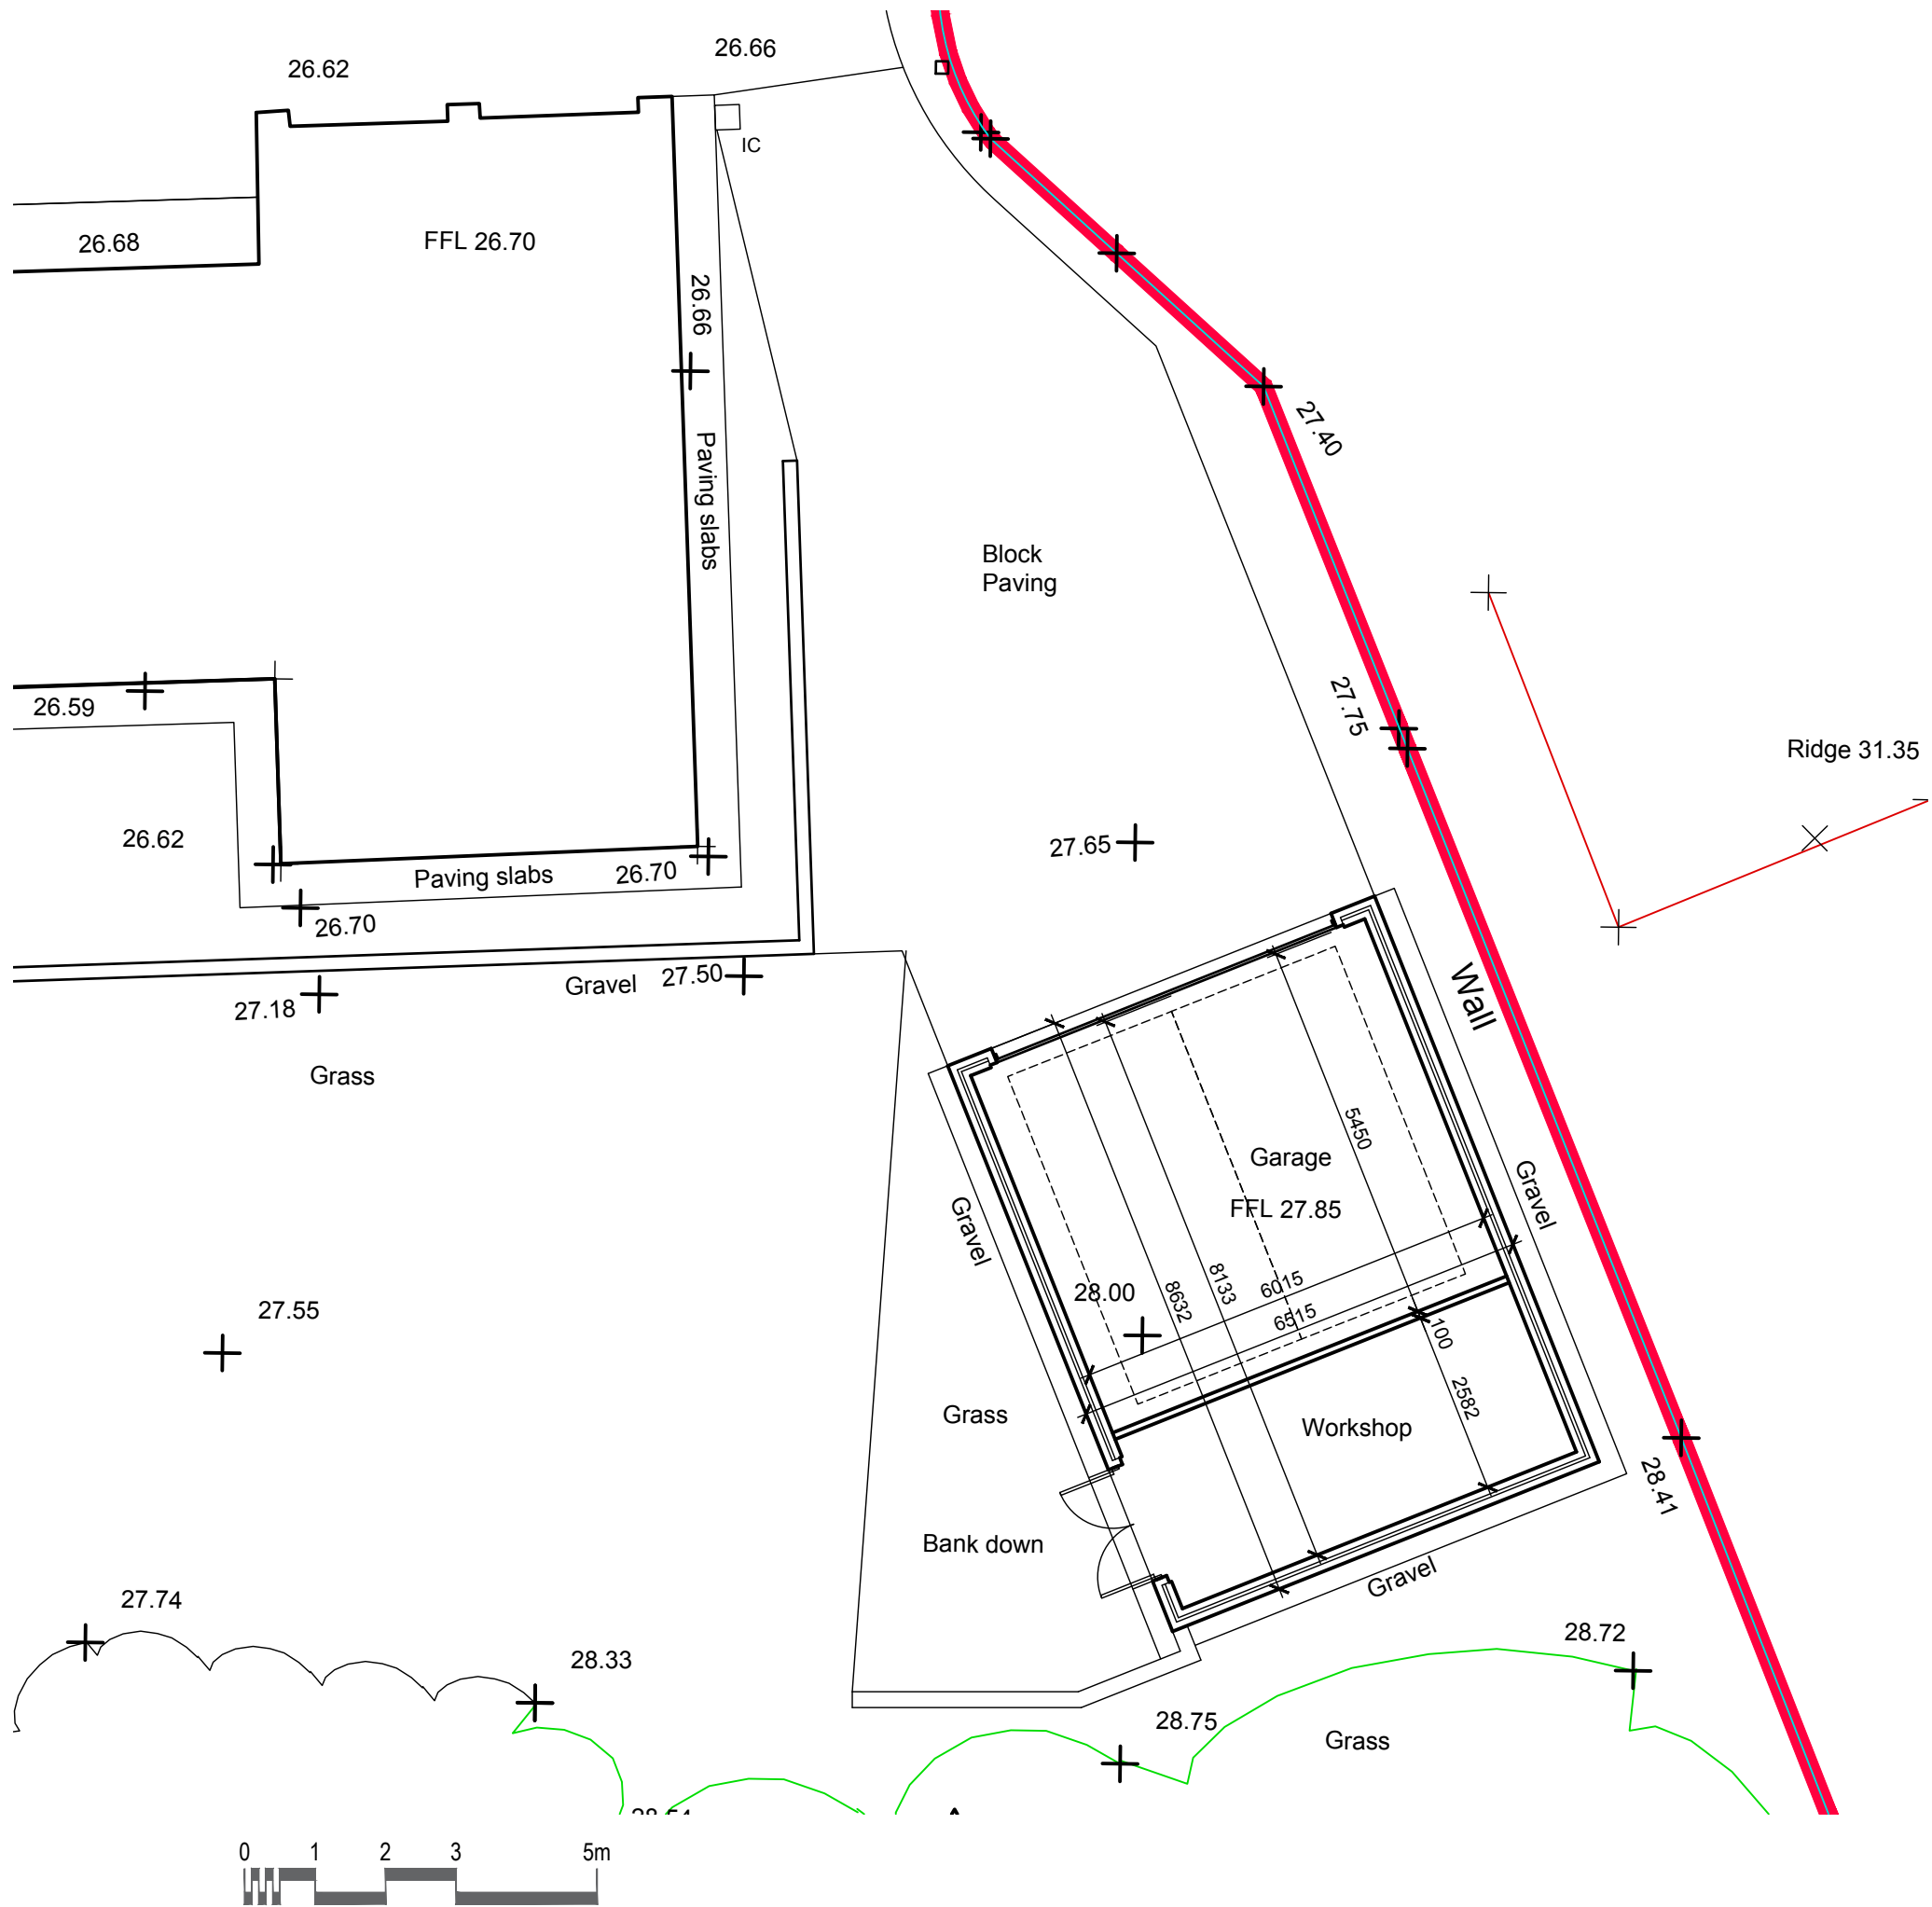 26.62
26.66
IC
26.68
FFL 26.70
26.66
27.40
Paving slabs
Block
Paving
26.59
27.75
Ridge 31.35
26.62
27.65
Paving slabs
26.70
26.70
Gravel
27.50
27.18
Wall
Grass
5450
Garage
Gravel
FFL 27.85
Gravel
28.00
8632
8133
6015
6515
27.55
100
2582
Grass
Workshop
28.41
Bank down
Gravel
27.74
28.33
28.72
28.75
Grass
28.54
0 1 2 3 5m